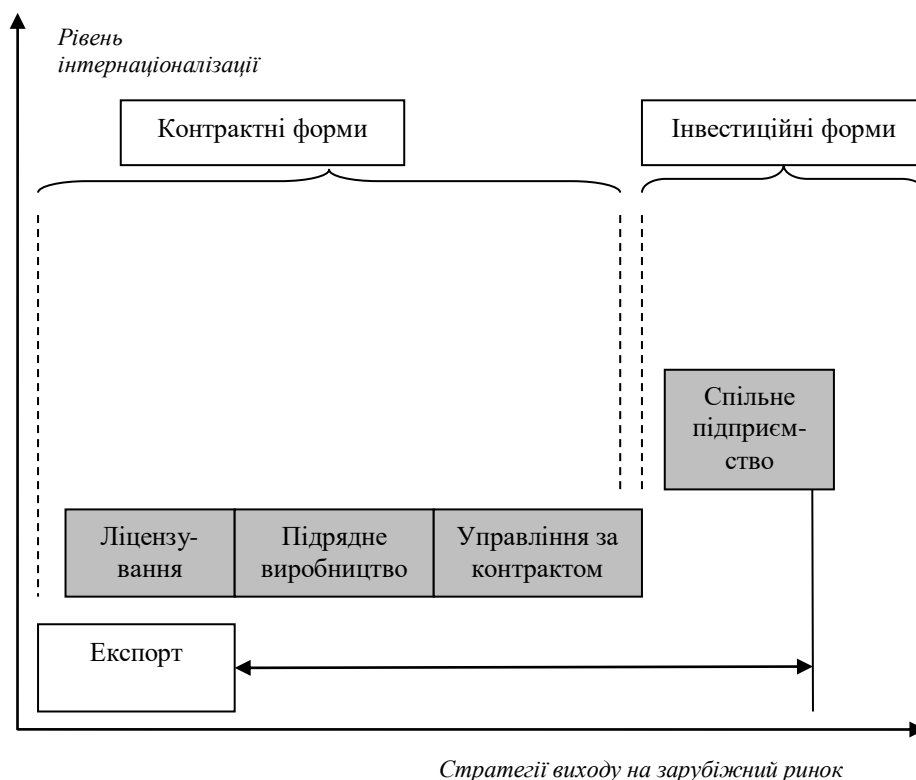 Рівень
інтернаціоналізації
Контрактні форми
Інвестиційні форми
Спільне
підприєм-
ство
Ліцензу-
вання
Підрядне
виробництво
Управління за
контрактом
Експорт
Стратегії виходу на зарубіжний ринок